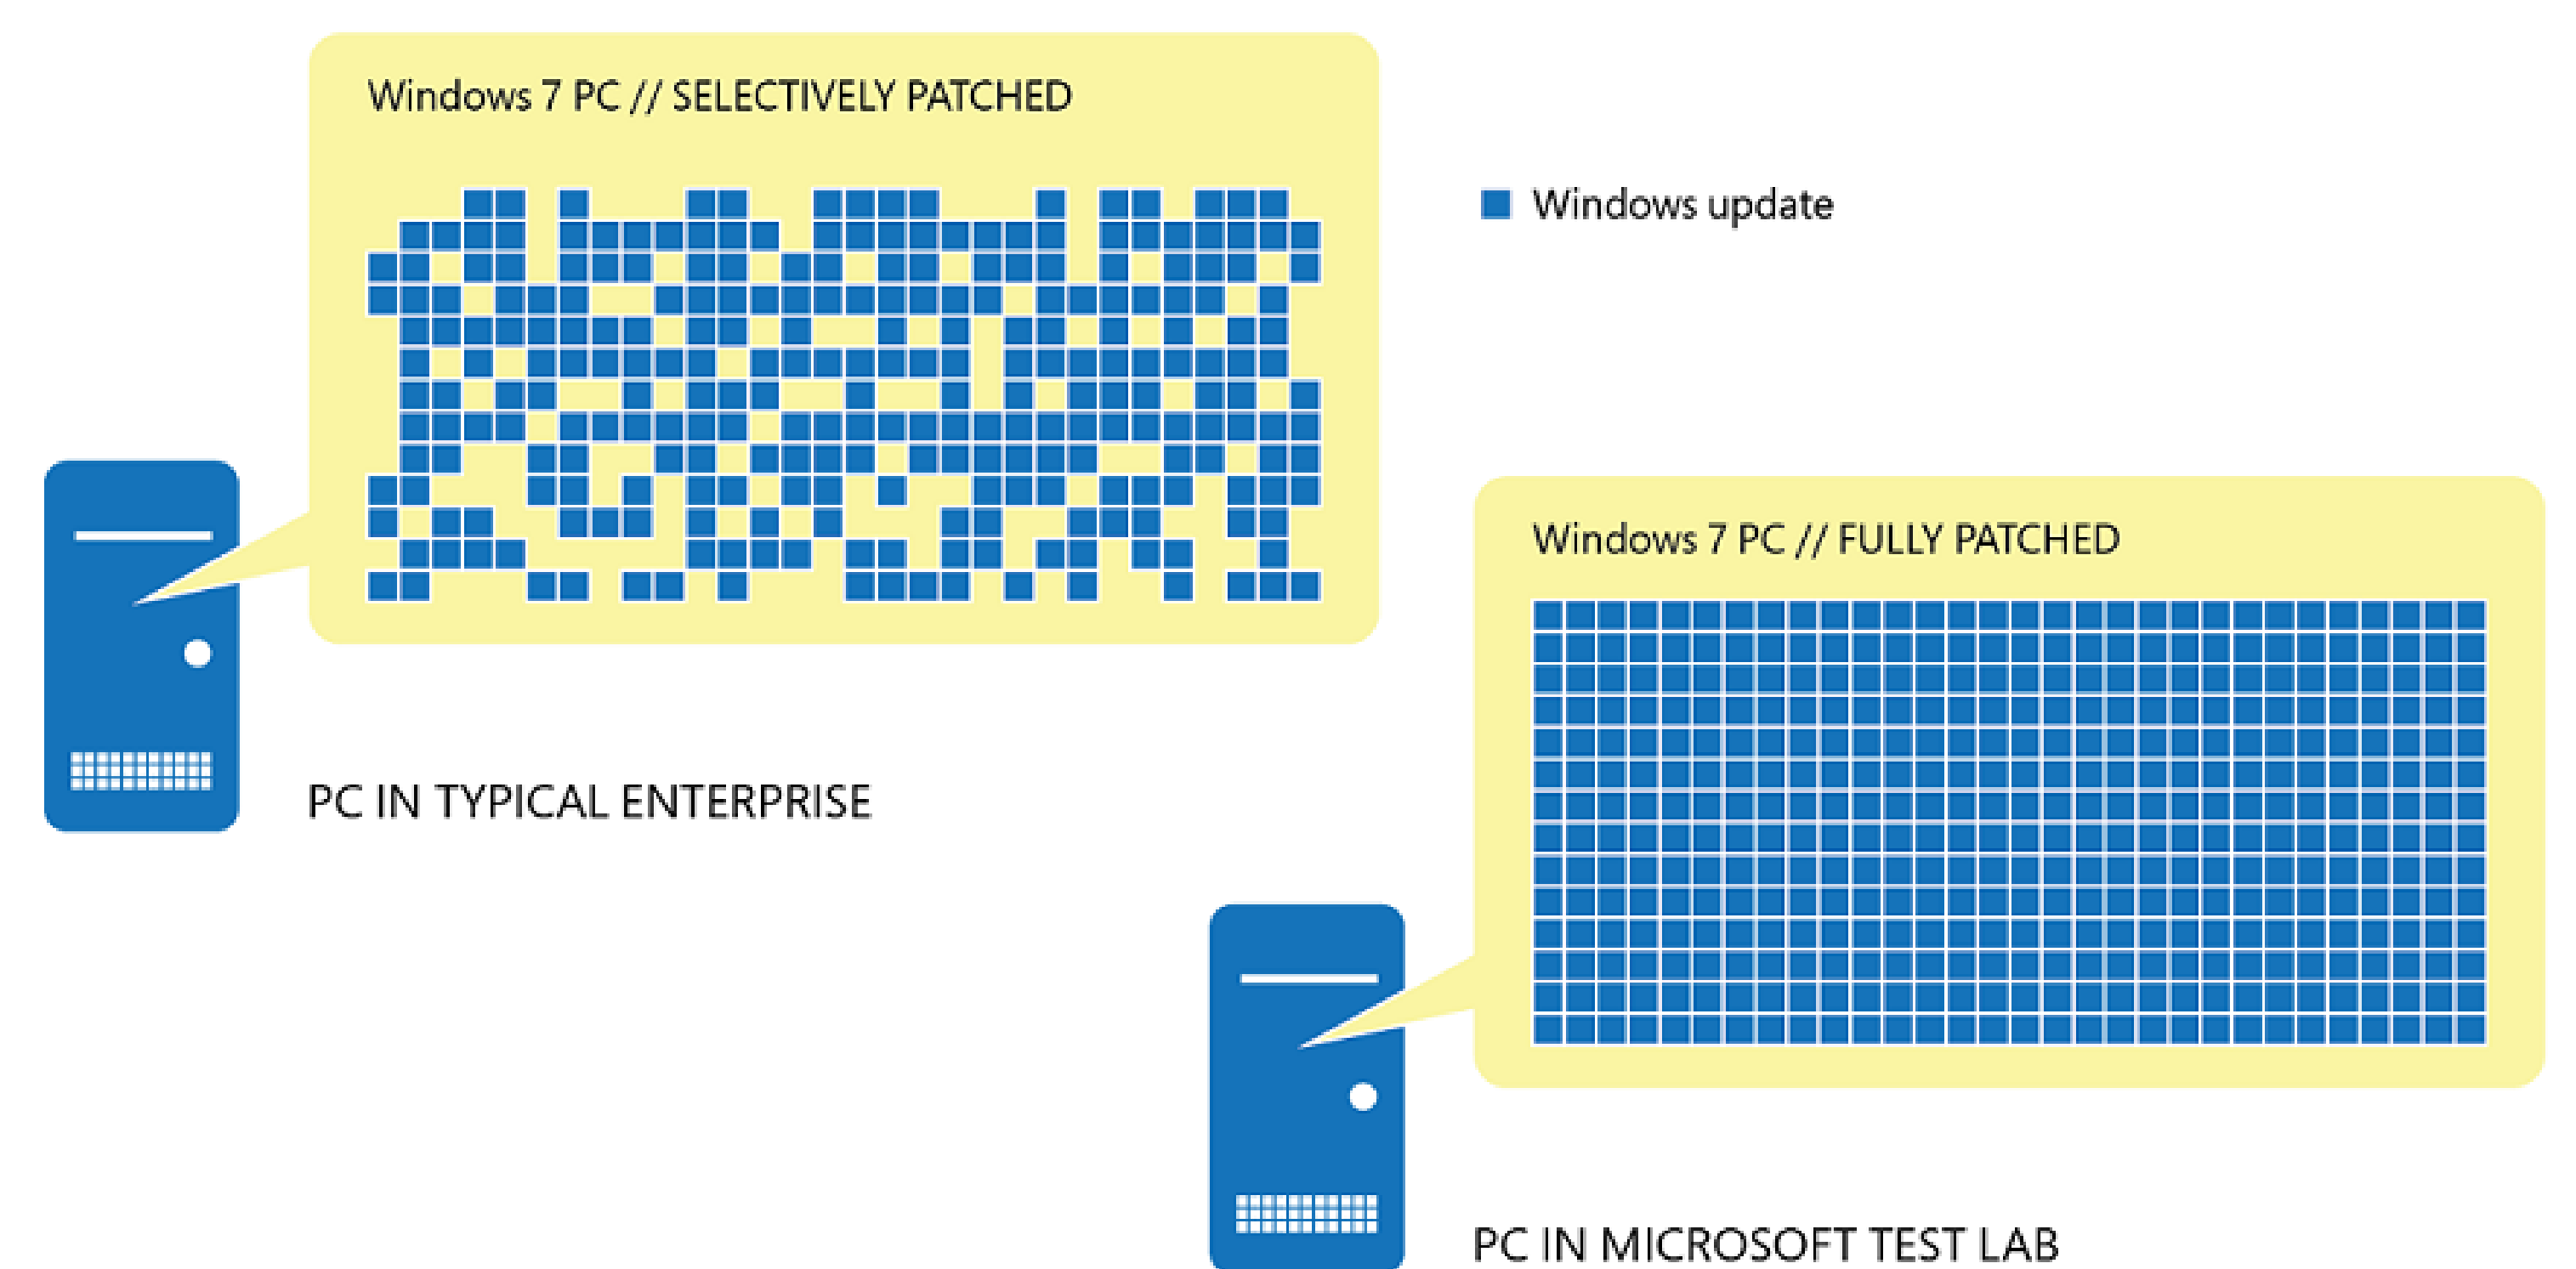 Windows 7 PC // SELECTIVELY PATCHED
Windows update
PC IN TYPICAL ENTERPRISE
Windows 7 PC // FULLY PATCHED
PC IN MICROSOFT TEST LAB